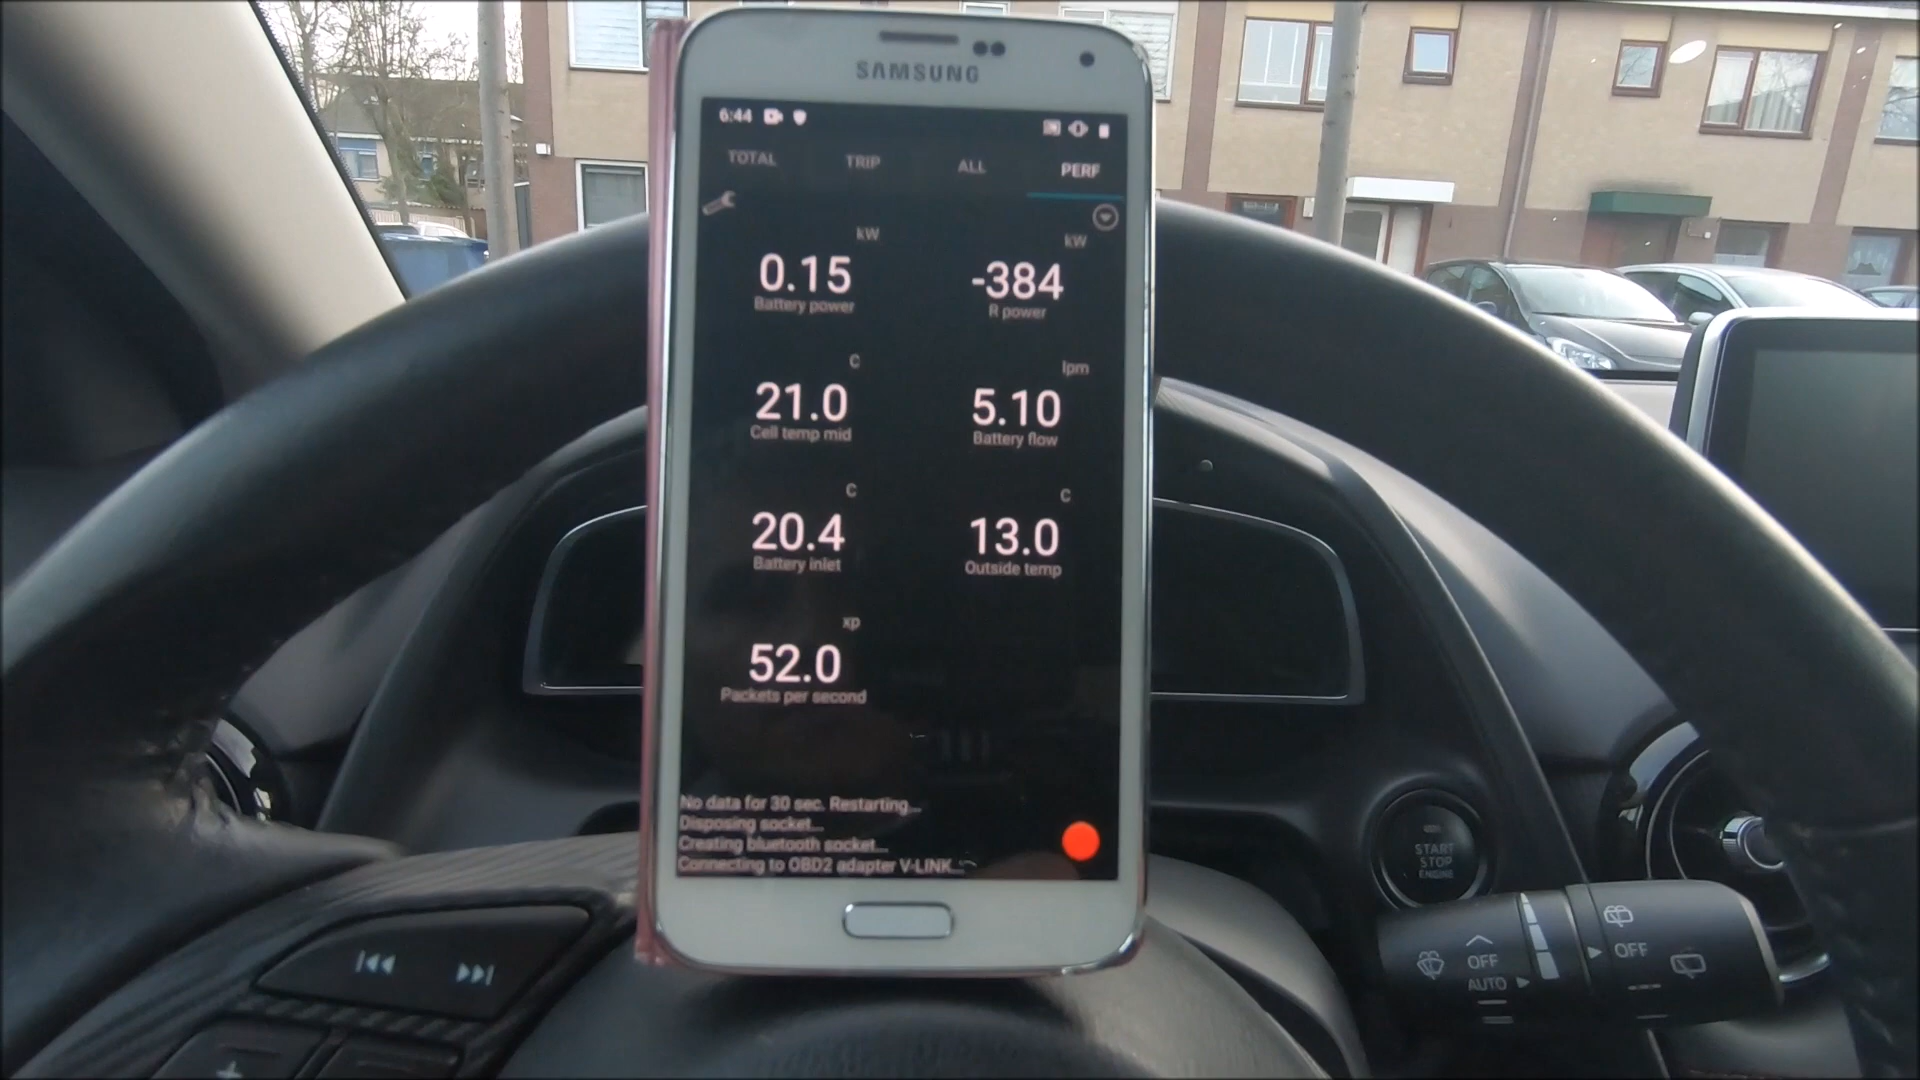 SAMSUNG
6:44
TOTAL TRIP ALL PERF
kW kW
0.15 -384
Battery power R power
C lpm
21.0 5.10
Cell temp mid Battery flow
C C
20.4 13.0
Battery inlet Outside temp
xp
52.0
Packets per second
No data for 30 sec. Restarting...
Disposing socket...
Creating bluetooth socket...
Connecting to OBD2 adapter V-LINK...
START
STOP
ENGINE
OFF
AUTO
OFF